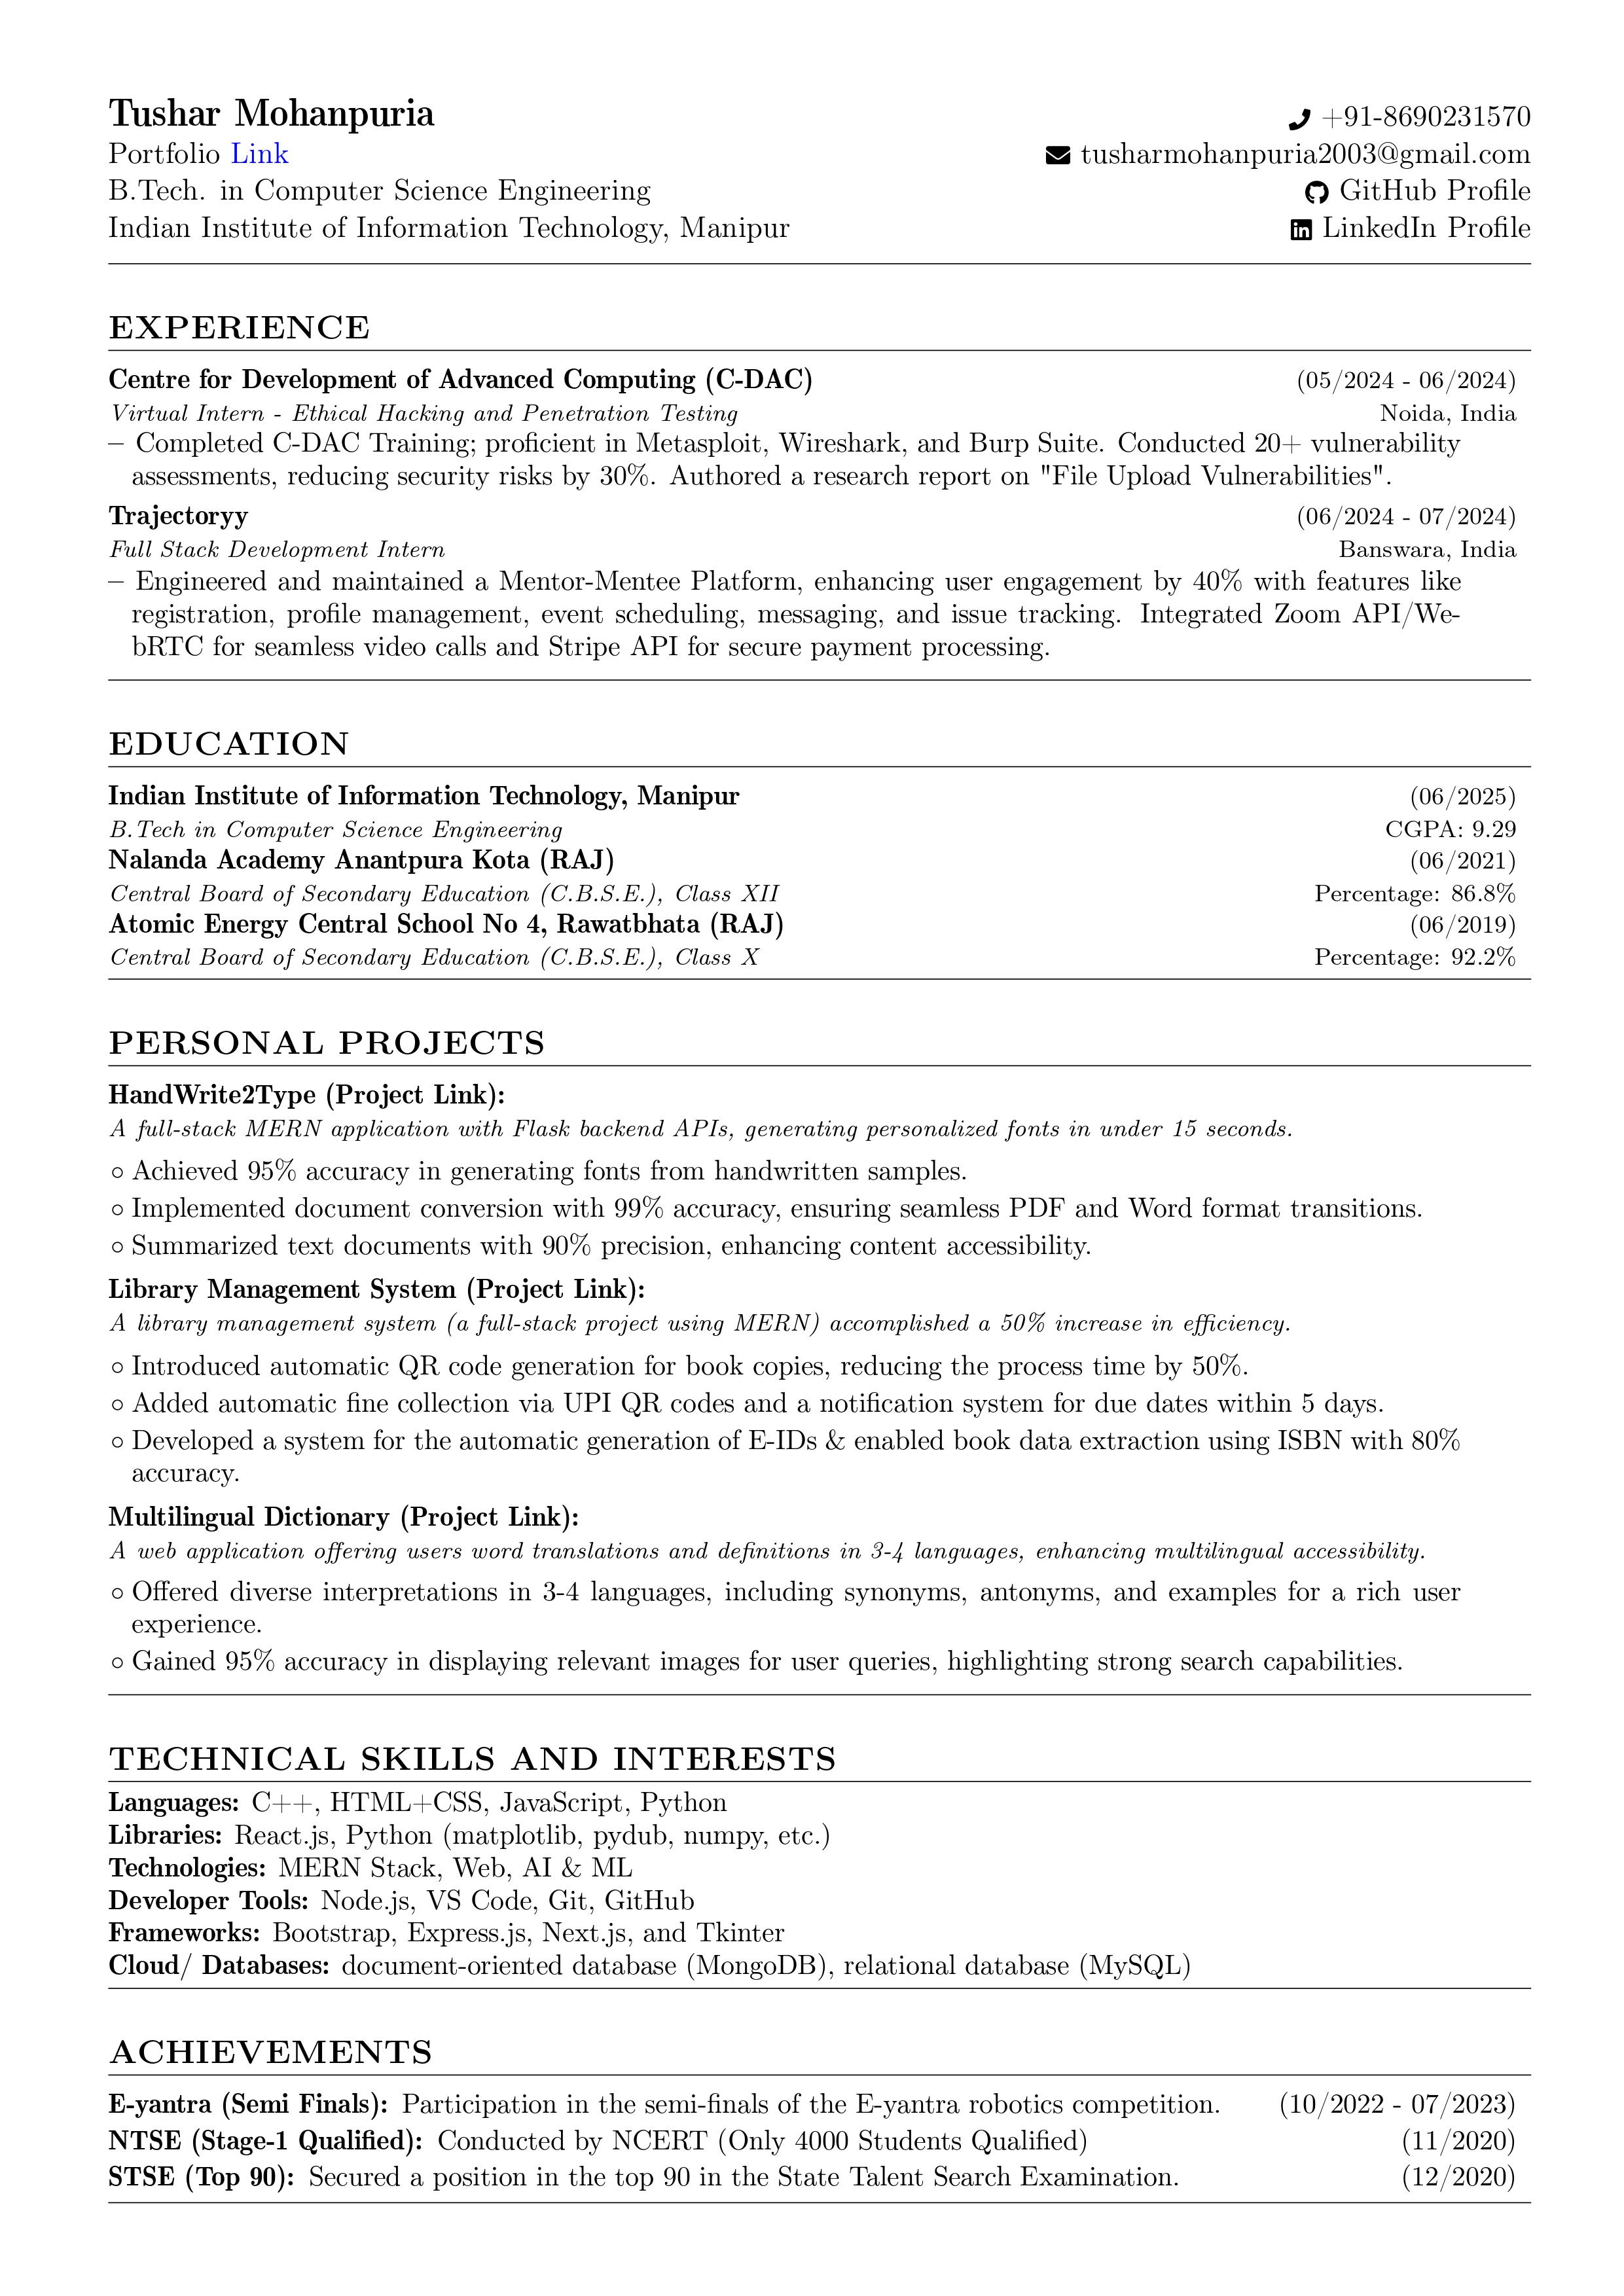 Tushar Mohanpuria
+91-8690231570
Portfolio Link
tusharmohanpuria2003@gmail.com
B.Tech. in Computer Science Engineering
GitHub Profile
Indian Institute of Information Technology, Manipur
LinkedIn Profile
EXPERIENCE
Centre for Development of Advanced Computing (C-DAC) (05/2024 - 06/2024)
Virtual Intern - Ethical Hacking and Penetration Testing Noida, India
– Completed C-DAC Training; proficient in Metasploit, Wireshark, and Burp Suite. Conducted 20+ vulnerability
assessments, reducing security risks by 30%. Authored a research report on "File Upload Vulnerabilities".
Trajectoryy (06/2024 - 07/2024)
Full Stack Development Intern Banswara, India
– Engineered and maintained a Mentor-Mentee Platform, enhancing user engagement by 40% with features like
registration, profile management, event scheduling, messaging, and issue tracking. Integrated Zoom API/We-
bRTC for seamless video calls and Stripe API for secure payment processing.
EDUCATION
Indian Institute of Information Technology, Manipur (06/2025)
B.Tech in Computer Science Engineering CGPA: 9.29
Nalanda Academy Anantpura Kota (RAJ) (06/2021)
Central Board of Secondary Education (C.B.S.E.), Class XII Percentage: 86.8%
Atomic Energy Central School No 4, Rawatbhata (RAJ) (06/2019)
Central Board of Secondary Education (C.B.S.E.), Class X Percentage: 92.2%
PERSONAL PROJECTS
HandWrite2Type (Project Link):
A full-stack MERN application with Flask backend APIs, generating personalized fonts in under 15 seconds.
◦ Achieved 95% accuracy in generating fonts from handwritten samples.
◦ Implemented document conversion with 99% accuracy, ensuring seamless PDF and Word format transitions.
◦ Summarized text documents with 90% precision, enhancing content accessibility.
Library Management System (Project Link):
A library management system (a full-stack project using MERN) accomplished a 50% increase in efficiency.
◦ Introduced automatic QR code generation for book copies, reducing the process time by 50%.
◦ Added automatic fine collection via UPI QR codes and a notification system for due dates within 5 days.
◦ Developed a system for the automatic generation of E-IDs & enabled book data extraction using ISBN with 80%
accuracy.
Multilingual Dictionary (Project Link):
A web application offering users word translations and definitions in 3-4 languages, enhancing multilingual accessibility.
◦ Offered diverse interpretations in 3-4 languages, including synonyms, antonyms, and examples for a rich user
experience.
◦ Gained 95% accuracy in displaying relevant images for user queries, highlighting strong search capabilities.
TECHNICAL SKILLS AND INTERESTS
Languages: C++, HTML+CSS, JavaScript, Python
Libraries: React.js, Python (matplotlib, pydub, numpy, etc.)
Technologies: MERN Stack, Web, AI & ML
Developer Tools: Node.js, VS Code, Git, GitHub
Frameworks: Bootstrap, Express.js, Next.js, and Tkinter
Cloud/ Databases: document-oriented database (MongoDB), relational database (MySQL)
ACHIEVEMENTS
E-yantra (Semi Finals): Participation in the semi-finals of the E-yantra robotics competition. (10/2022 - 07/2023)
NTSE (Stage-1 Qualified): Conducted by NCERT (Only 4000 Students Qualified) (11/2020)
STSE (Top 90): Secured a position in the top 90 in the State Talent Search Examination. (12/2020)